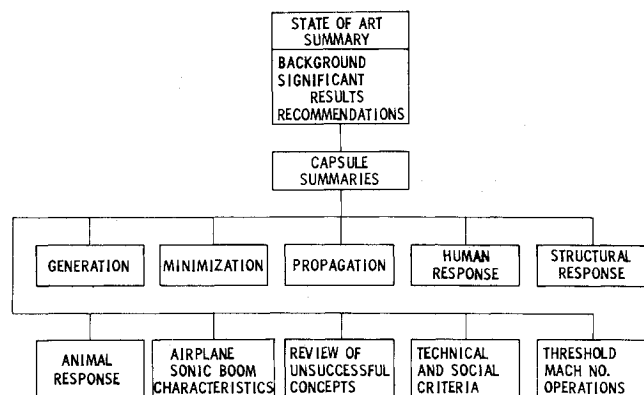 STATE OF ART
SUMMARY
BACKGROUND
SIGNIFICANT
RESULTS
RECOMMENDATIONS
CAPSULE
SUMMARIES
GENERATION
MINIMIZATION
PROPAGATION
HUMAN
RESPONSE
STRUCTURAL
RESPONSE
ANIMAL
RESPONSE
AIRPLANE
SONIC BOOM
CHARACTERISTICS
REVIEW OF
UNSUCCESSFUL
CONCEPTS
TECHNICAL
AND SOCIAL
CRITERIA
THRESHOLD
MACH NO.
OPERATIONS